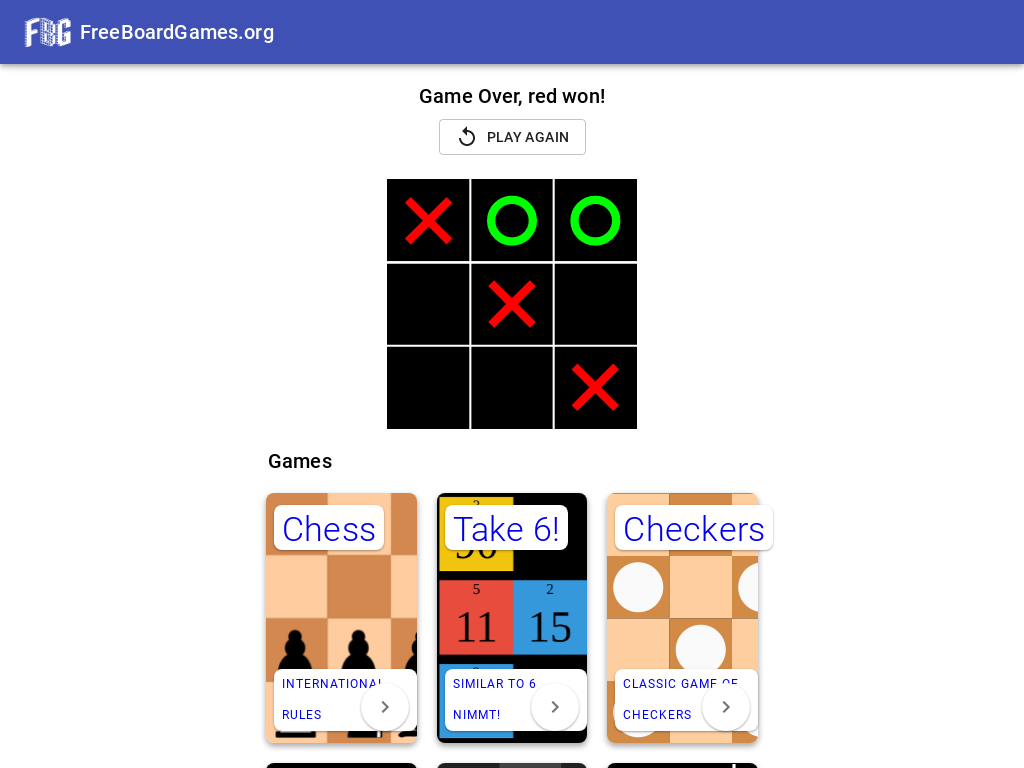 FBG FreeBoardGames.org
Game Over, red won!
PLAY AGAIN
Games
Chess
Take 6!
Checkers
5
2
11
15
INTERNATIONAL
RULES
SIMILAR TO 6
NIMMT!
CLASSIC GAME OF
CHECKERS